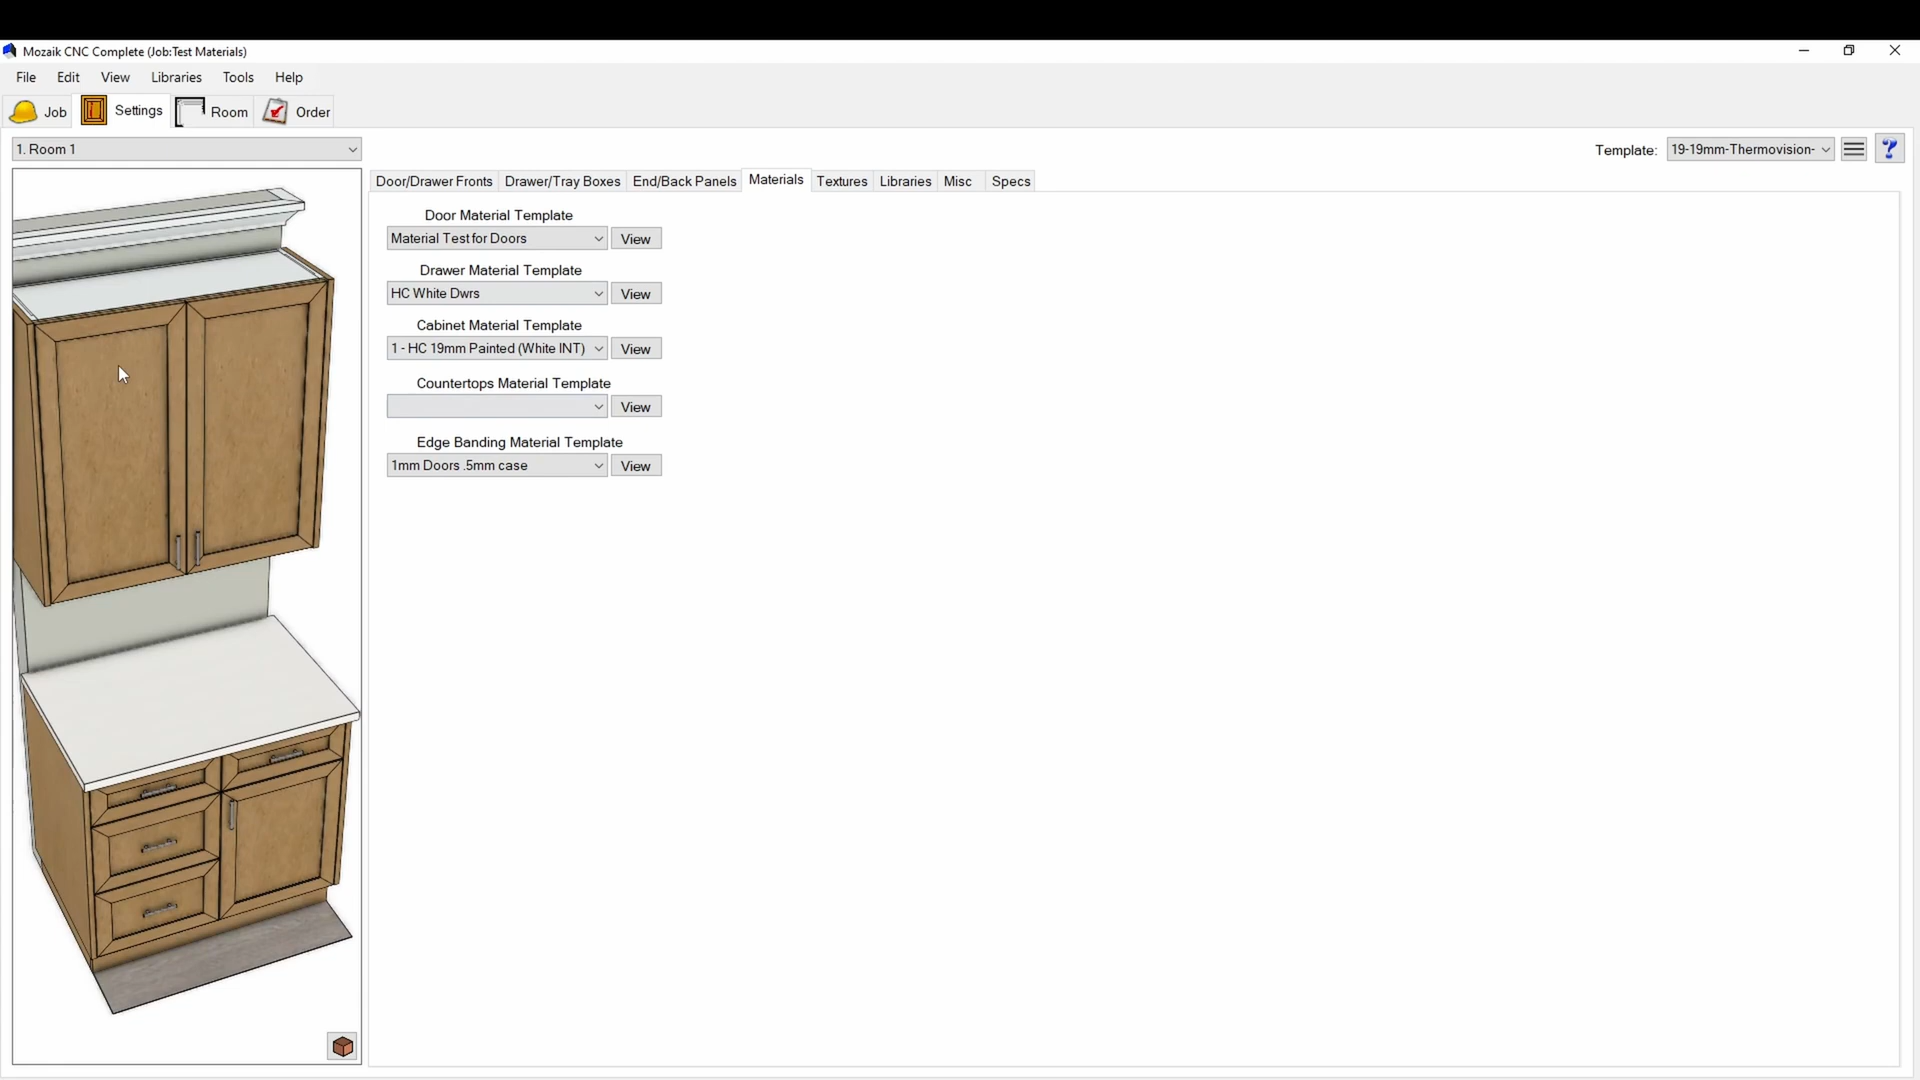 Mozaik CNC Complete (Job:Test Materials)
File Edit View Libraries Tools Help
Job Settings Room Order
1. Room 1
Template: 19-19mm-Thermovision-
Door/Drawer Fronts Drawer/Tray Boxes End/Back Panels Materials Textures Libraries Misc Specs
Door Material Template
Material Test for Doors View
Drawer Material Template
HC White Dwrs View
Cabinet Material Template
1 - HC 19mm Painted (White INT) View
Countertops Material Template
View
Edge Banding Material Template
1mm Doors .5mm case View